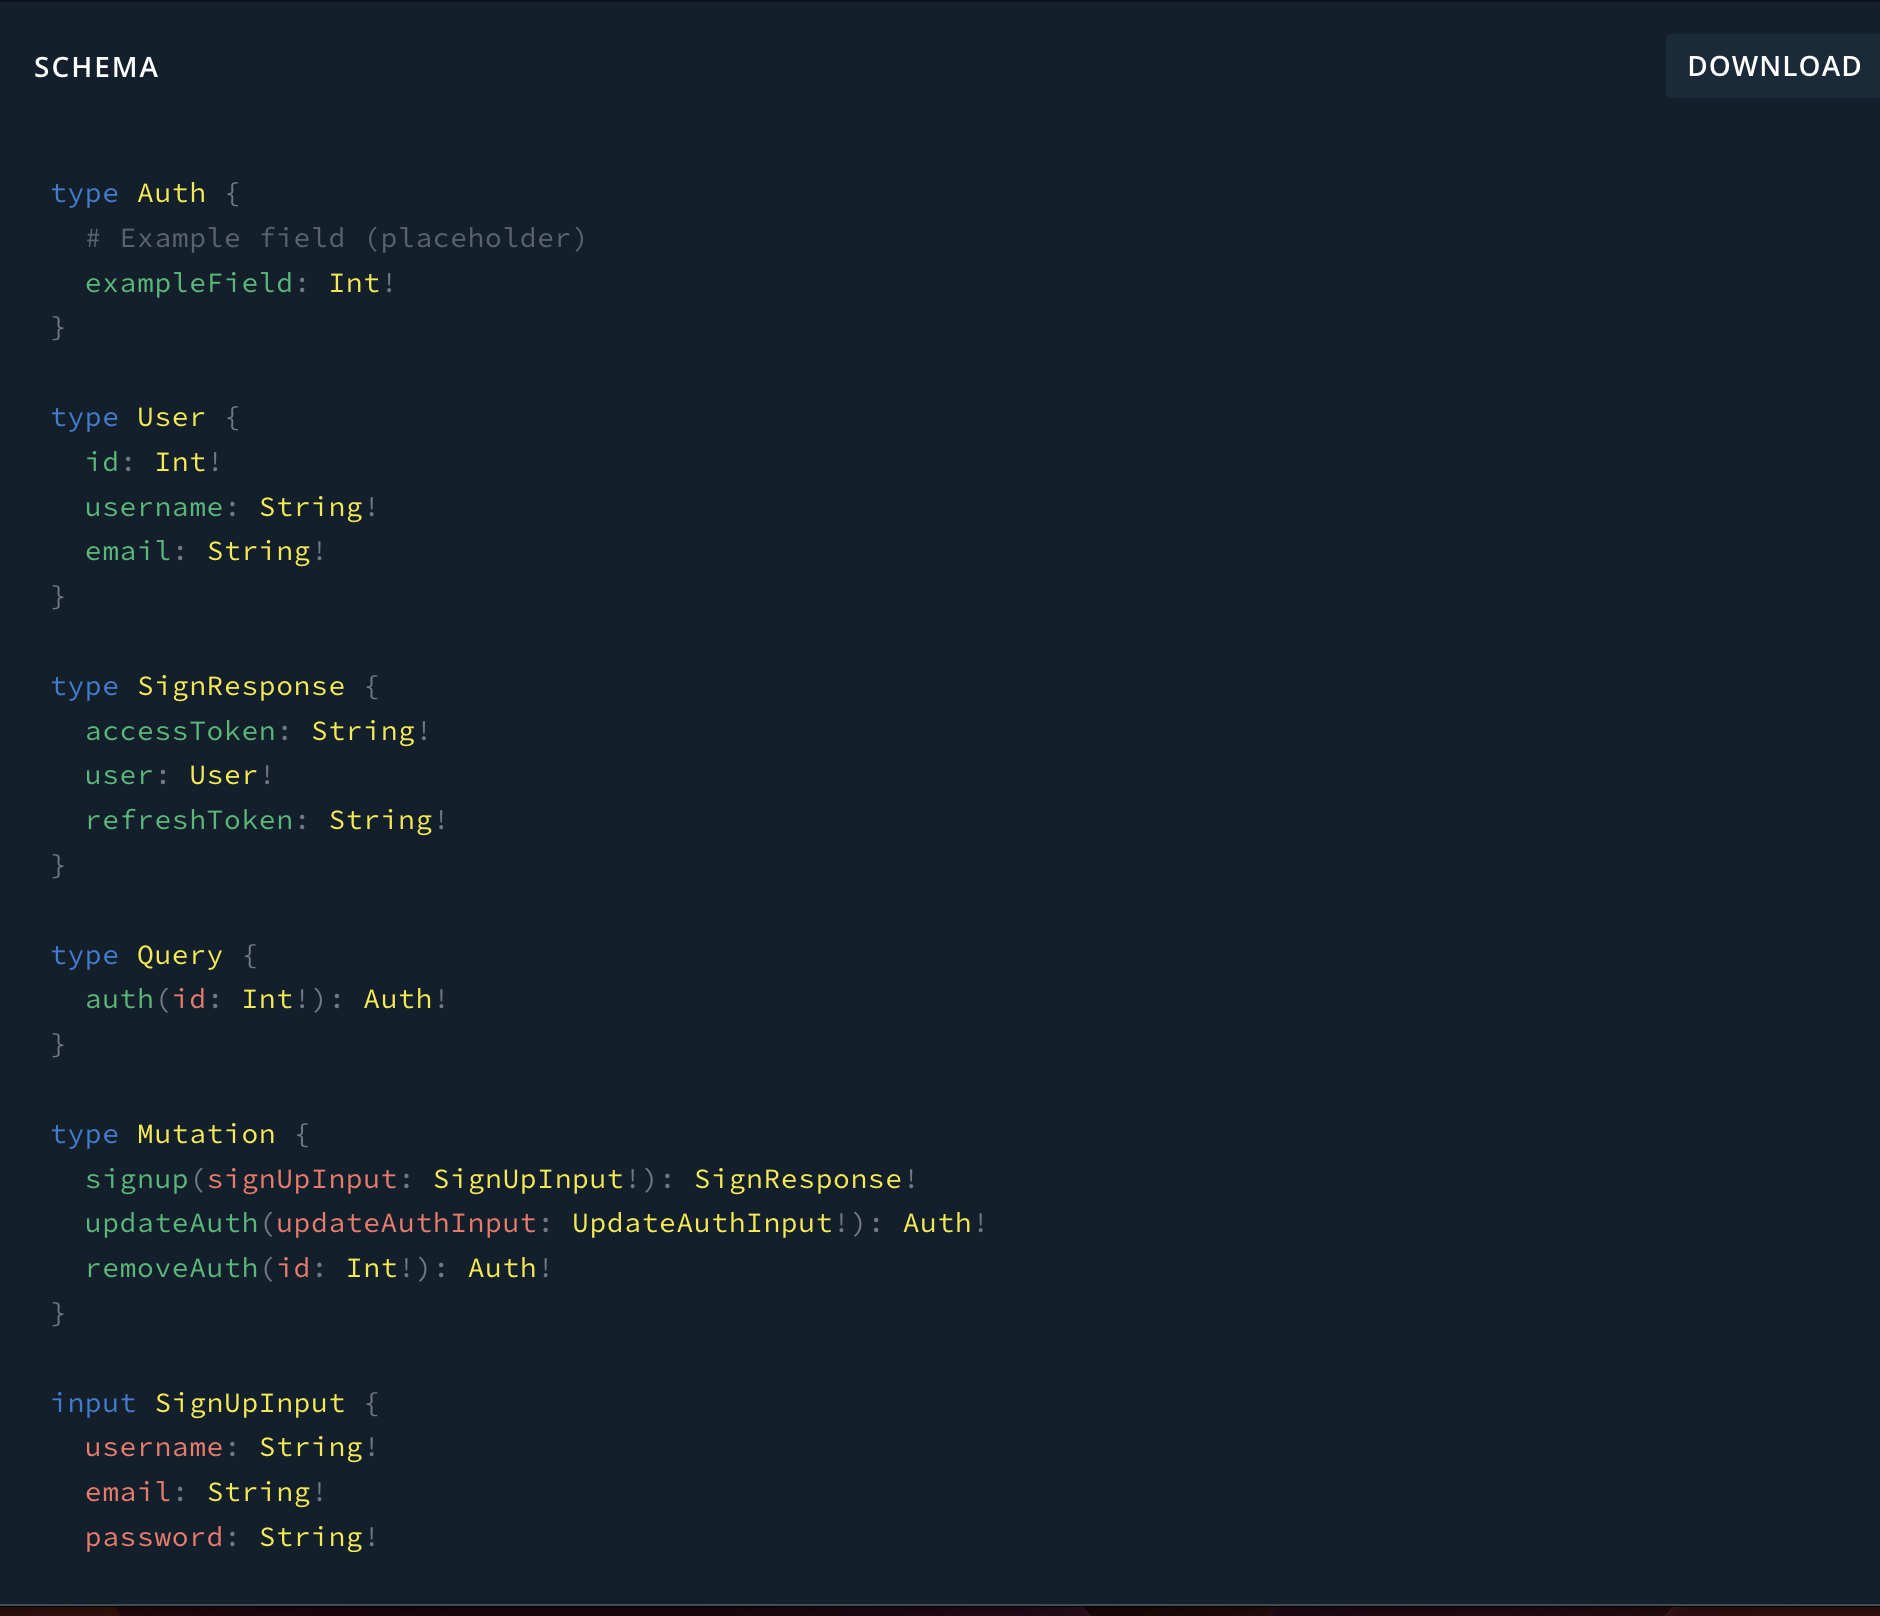 SCHEMA
DOWNLOAD
type Auth {
  # Example field (placeholder)
  exampleField: Int!
}
type User {
  id: Int!
  username: String!
  email: String!
}
type SignResponse {
  accessToken: String!
  user: User!
  refreshToken: String!
}
type Query {
  auth(id: Int!): Auth!
}
type Mutation {
  signup(signUpInput: SignUpInput!): SignResponse!
  updateAuth(updateAuthInput: UpdateAuthInput!): Auth!
  removeAuth(id: Int!): Auth!
}
input SignUpInput {
  username: String!
  email: String!
  password: String!